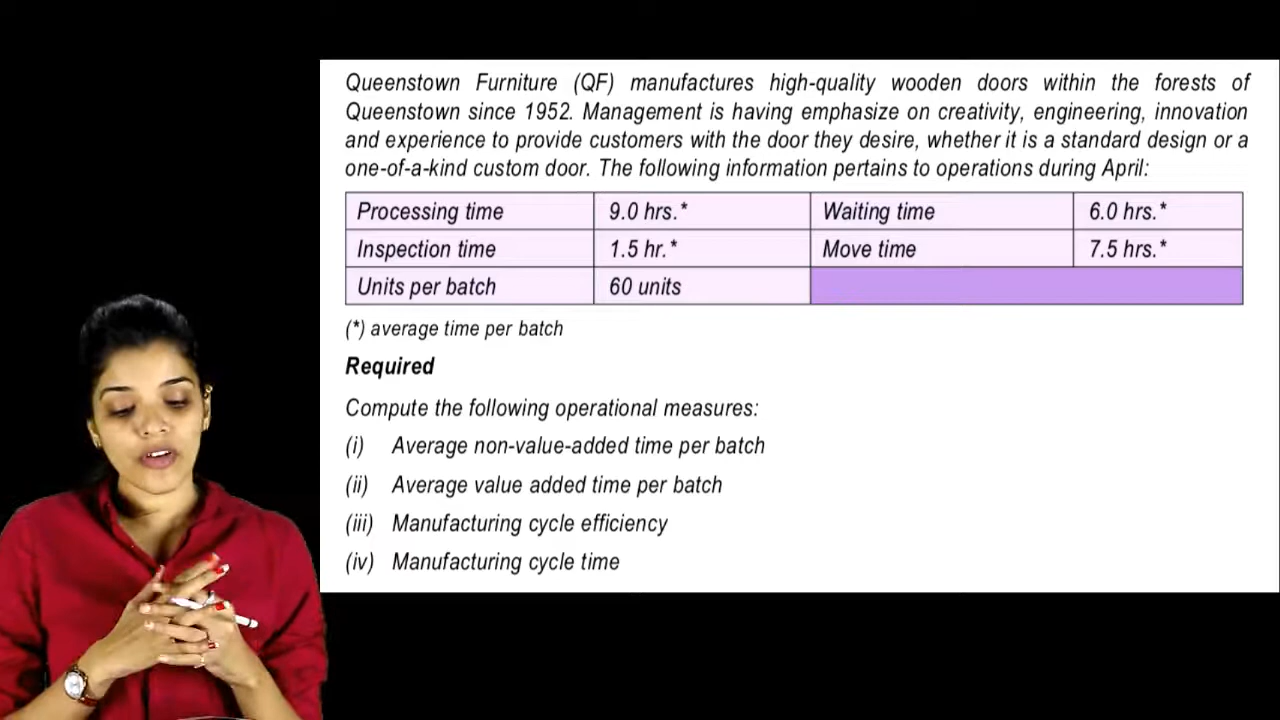 Queenstown Furniture (QF) manufactures high-quality wooden doors within the forests of
Queenstown since 1952. Management is having emphasize on creativity, engineering, innovation
and experience to provide customers with the door they desire, whether it is a standard design or a
one-of-a-kind custom door. The following information pertains to operations during April:
Processing time 9.0 hrs.* Waiting time 6.0 hrs.*
Inspection time 1.5 hr.* Move time 7.5 hrs.*
Units per batch 60 units
(*) average time per batch
Required
Compute the following operational measures:
(i) Average non-value-added time per batch
(ii) Average value added time per batch
(iii) Manufacturing cycle efficiency
(iv) Manufacturing cycle time